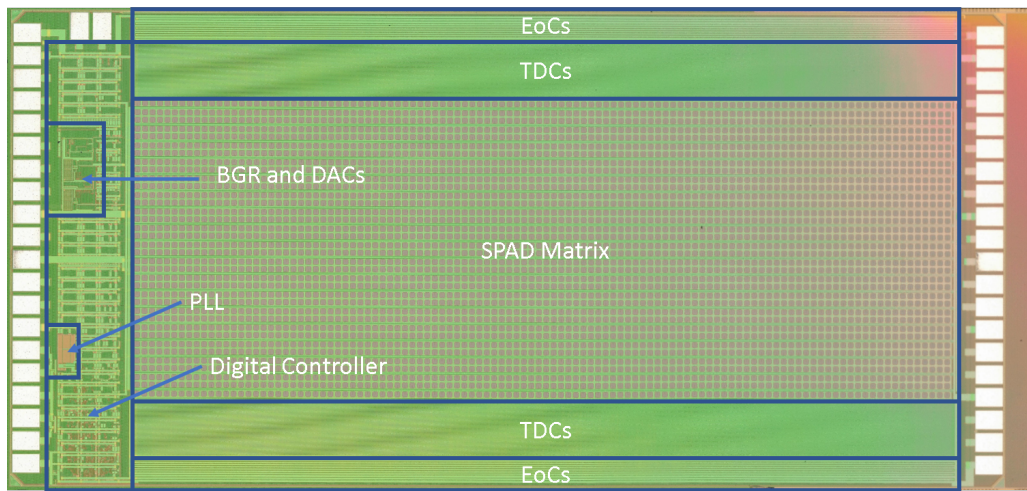 EoCs
TDCs
BGR and DACs
SPAD Matrix
PLL
Digital Controller
TDCs
EoCs